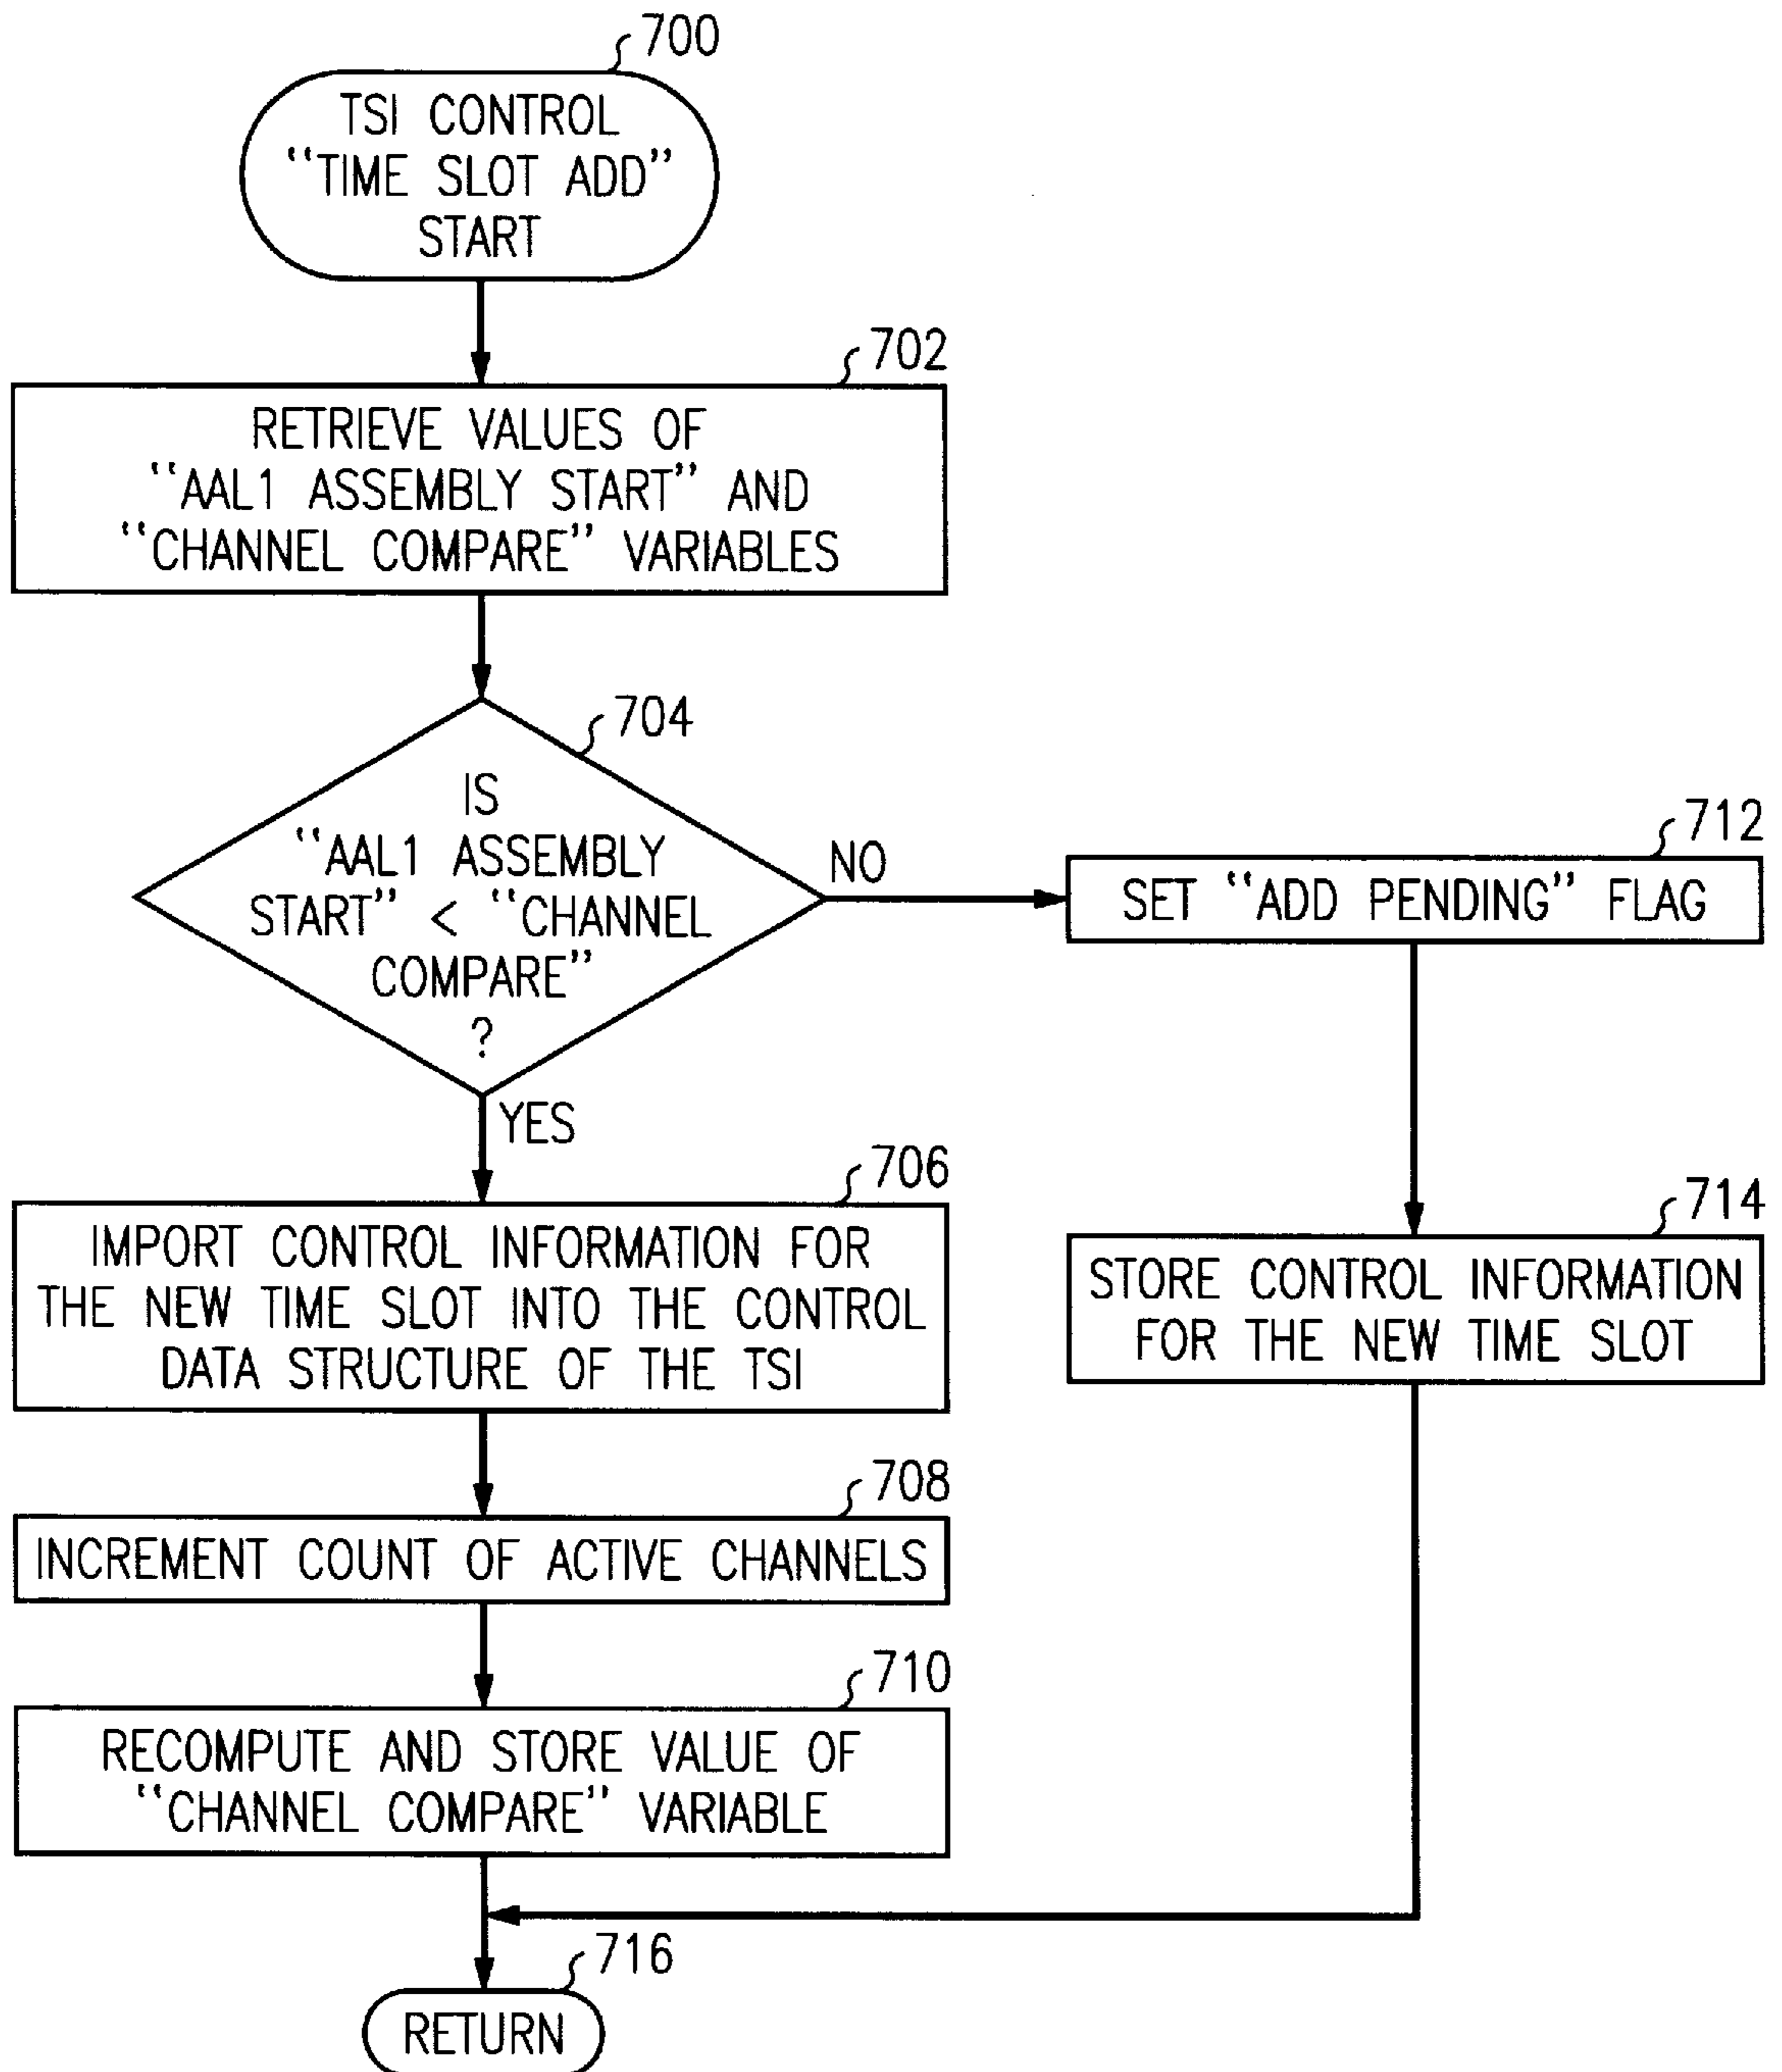 700
TSI CONTROL
“TIME SLOT ADD”
START
702
RETRIEVE VALUES OF
“AAL1 ASSEMBLY START” AND
“CHANNEL COMPARE” VARIABLES
704
IS
“AAL1 ASSEMBLY
START” < “CHANNEL
COMPARE”
?
NO
712
SET “ADD PENDING” FLAG
YES
706
IMPORT CONTROL INFORMATION FOR
THE NEW TIME SLOT INTO THE CONTROL
DATA STRUCTURE OF THE TSI
714
STORE CONTROL INFORMATION
FOR THE NEW TIME SLOT
708
INCREMENT COUNT OF ACTIVE CHANNELS
710
RECOMPUTE AND STORE VALUE OF
“CHANNEL COMPARE” VARIABLE
716
RETURN